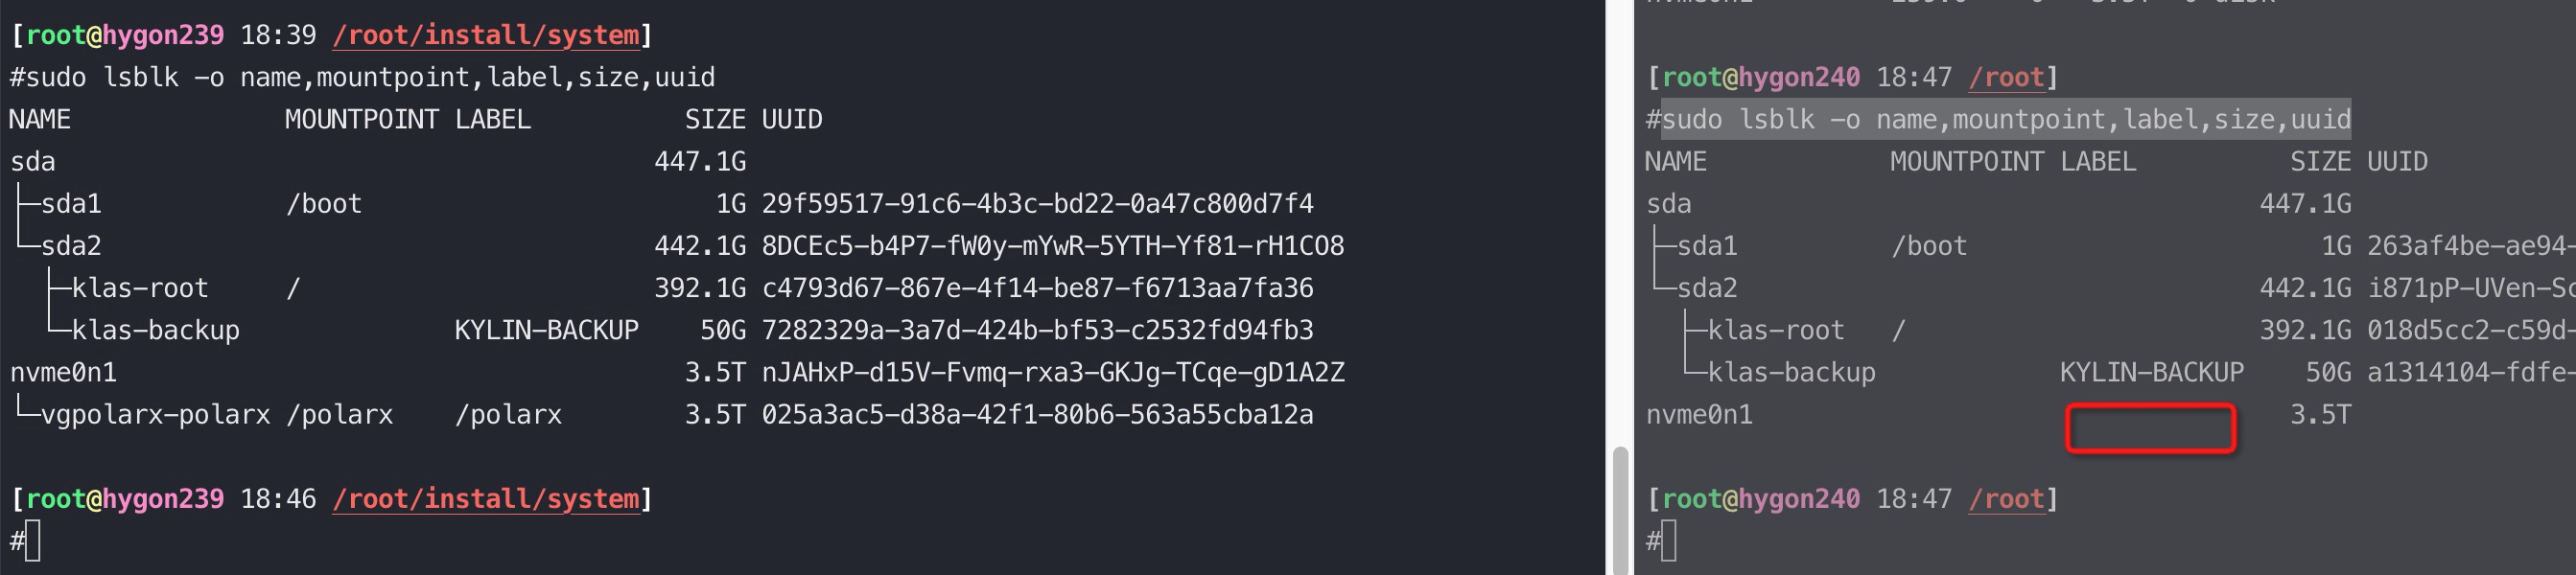 [root@hygon239 18:39 /root/install/system]
#sudo lsblk -o name,mountpoint,label,size,uuid
NAME MOUNTPOINT LABEL SIZE UUID
sda 447.1G
├─sda1 /boot 1G 29f59517-91c6-4b3c-bd22-0a47c800d7f4
└─sda2 442.1G 8DCEc5-b4P7-fW0y-mYwR-5YTH-Yf81-rH1CO8
├─klas-root / 392.1G c4793d67-867e-4f14-be87-f6713aa7fa36
└─klas-backup KYLIN-BACKUP 50G 7282329a-3a7d-424b-bf53-c2532fd94fb3
nvme0n1 3.5T nJAHxP-d15V-Fvmq-rxa3-GKJg-TCqe-gD1A2Z
└─vgpolarx-polarx /polarx /polarx 3.5T 025a3ac5-d38a-42f1-80b6-563a55cba12a
[root@hygon239 18:46 /root/install/system]
#
[root@hygon240 18:47 /root]
#sudo lsblk -o name,mountpoint,label,size,uuid
NAME MOUNTPOINT LABEL SIZE UUID
sda 447.1G
├─sda1 /boot 1G 263af4be-ae94-
└─sda2 442.1G i871pP-UVen-Sc
├─klas-root / 392.1G 018d5cc2-c59d-
└─klas-backup KYLIN-BACKUP 50G a1314104-fdfe-
nvme0n1 3.5T
[root@hygon240 18:47 /root]
#